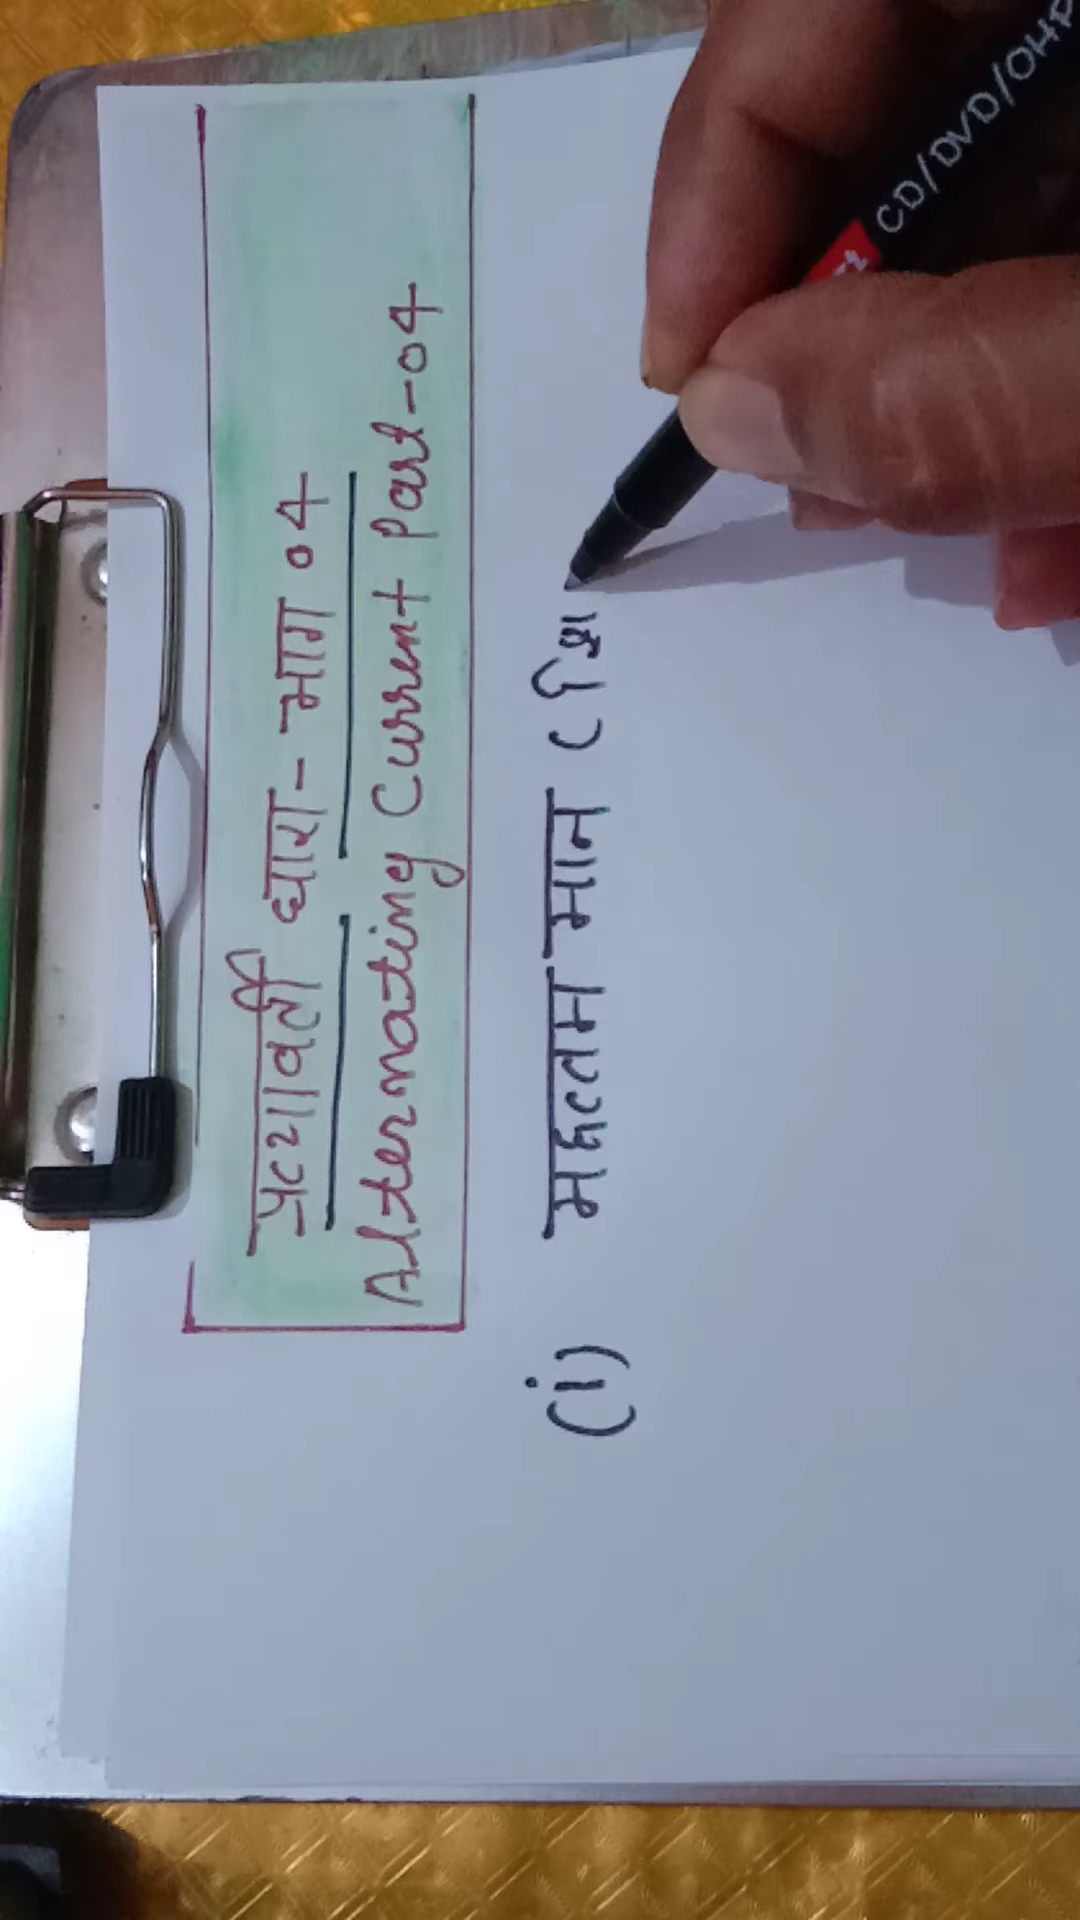 प्रत्यावर्ती धारा - भाग 04
Alternating Current Part-04
(i) महत्तम मान (
CD/DVD/OHP